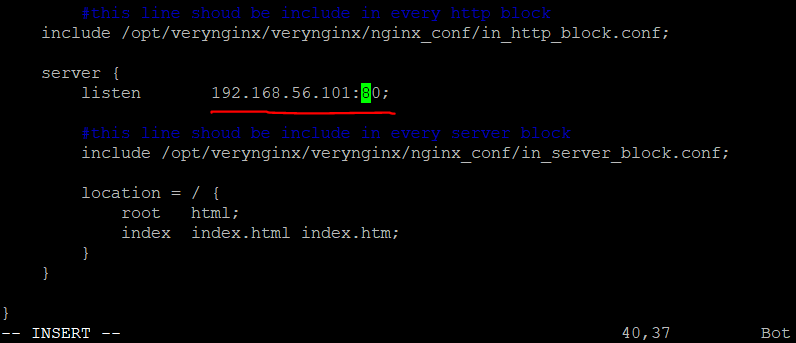 #this line shoud be include in every http block
include /opt/verynginx/verynginx/nginx_conf/in_http_block.conf;
server {
listen 192.168.56.101:80;
#this line shoud be include in every server block
include /opt/verynginx/verynginx/nginx_conf/in_server_block.conf;
location = / {
root html;
index index.html index.htm;
}
}
}
-- INSERT -- 40,37 Bot